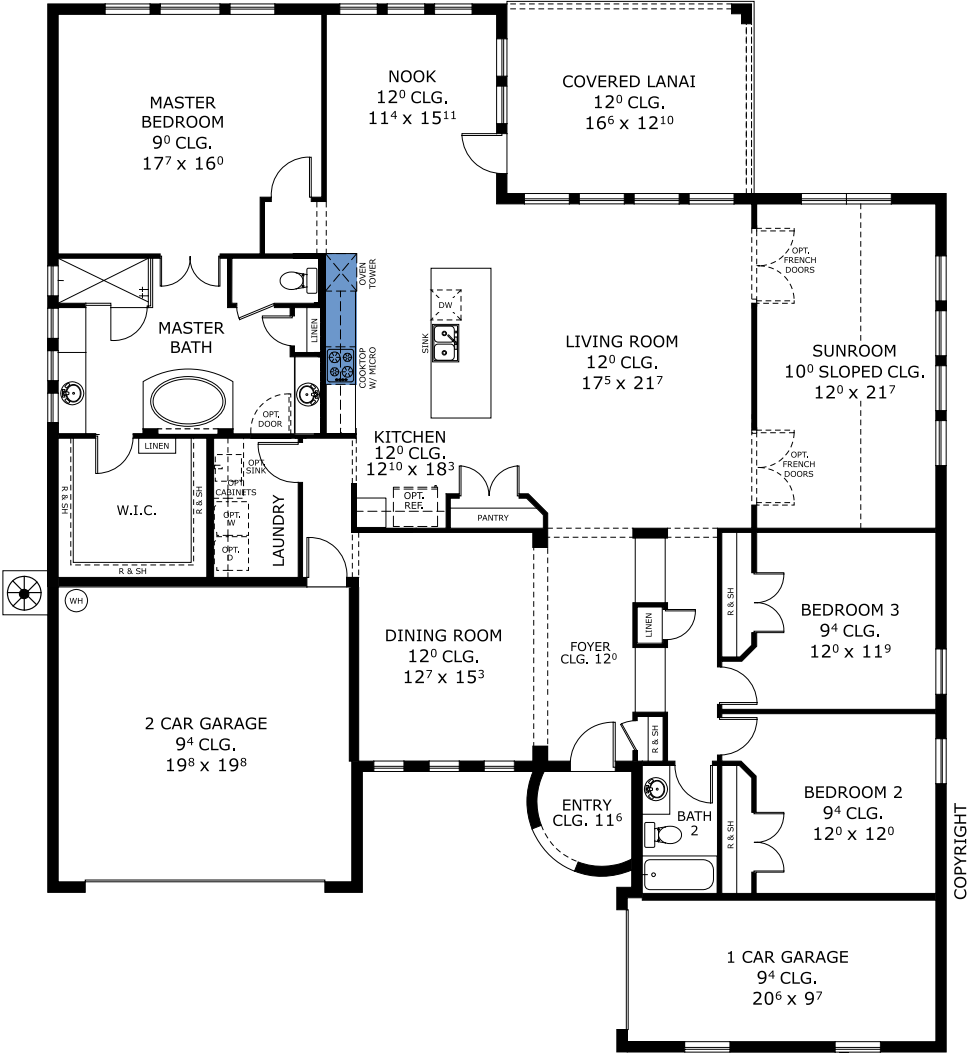 MASTER
BEDROOM
9⁰ CLG.
17⁷ x 16⁰
NOOK
12⁰ CLG.
11⁴ x 15¹¹
COVERED LANAI
12⁰ CLG.
16⁶ x 12¹⁰
OPT.
FRENCH
DOORS
OVEN
TOWER
DW
SINK
LINEN
MASTER
BATH
COOKTOP
W/ MICRO
LIVING ROOM
12⁰ CLG.
17⁵ x 21⁷
SUNROOM
10⁰ SLOPED CLG.
12⁰ x 21⁷
OPT.
DOOR
KITCHEN
12⁰ CLG.
12¹⁰ x 18³
OPT.
FRENCH
DOORS
LINEN
R & SH
W.I.C.
R & SH
R & SH
OPT.
SINK
OPT.
CABINETS
OPT.
W
OPT.
D
LAUNDRY
OPT.
REF.
PANTRY
WH
DINING ROOM
12⁰ CLG.
12⁷ x 15³
FOYER
CLG. 12⁰
LINEN
R & SH
BEDROOM 3
9⁴ CLG.
12⁰ x 11⁹
2 CAR GARAGE
9⁴ CLG.
19⁸ x 19⁸
R & SH
ENTRY
CLG. 11⁶
BATH
2
R & SH
BEDROOM 2
9⁴ CLG.
12⁰ x 12⁰
COPYRIGHT
1 CAR GARAGE
9⁴ CLG.
20⁶ x 9⁷